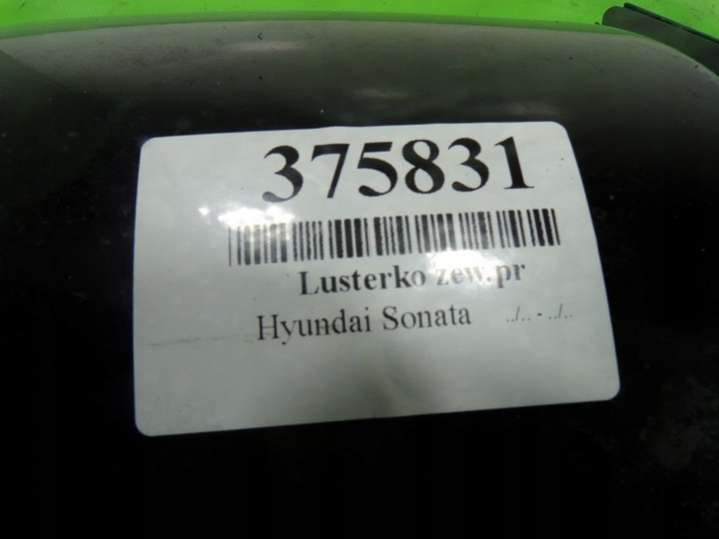 375831
Lusterko zew.pr
Hyundai Sonata ../.. - ../..